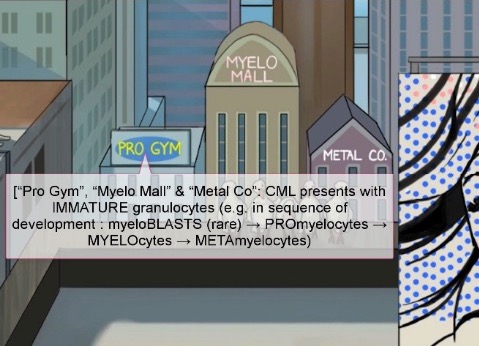 MYELO
MALL
PRO GYM
METAL CO.
["Pro Gym", "Myelo Mall" & "Metal Co": CML presents with
IMMATURE granulocytes (e.g. in sequence of
development : myeloBLASTS (rare) → PROmyelocytes →
MYELOcytes → METAmyelocytes)